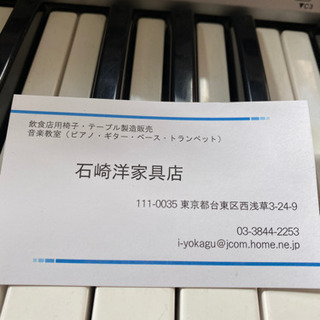 飲食店用椅子・テーブル製造販売
音楽教室（ピアノ・ギター・ベース・トランペット）
石崎洋家具店
111-0035 東京都台東区西浅草3-24-9
03-3844-2253
i-yokagu@jcom.home.ne.jp